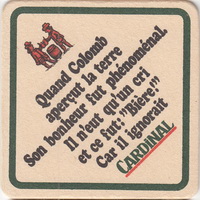 Quand Colomb
aperçut la terre
Son bonheur fut phénoménal.
Il n'eut qu'un cri
et ce fut: "Bière!"
Car il ignorait
CARDINAL